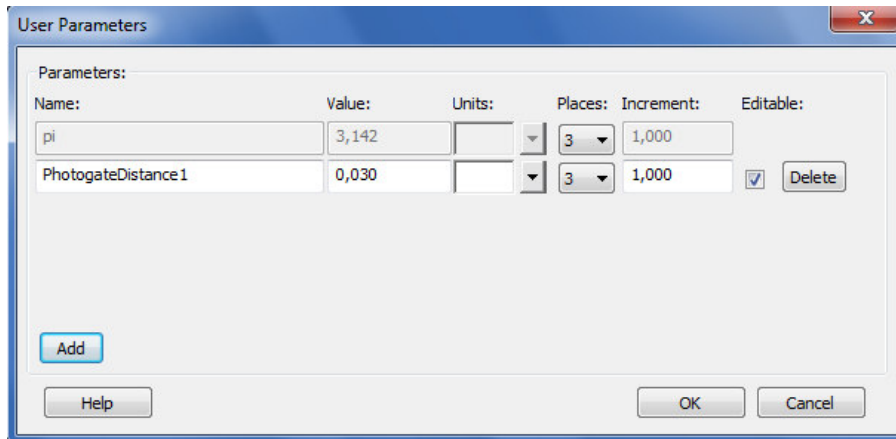 User Parameters
Parameters:
Name: Value: Units: Places: Increment: Editable:
pi 3,142 3 1,000
PhotogateDistance1 0,030 3 1,000 Delete
Add
Help OK Cancel